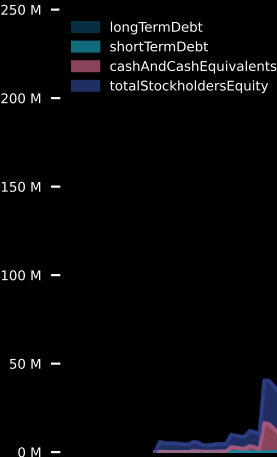 250 M
longTermDebt
shortTermDebt
cashAndCashEquivalents
totalStockholdersEquity
200 M
150 M
100 M
50 M
0 M